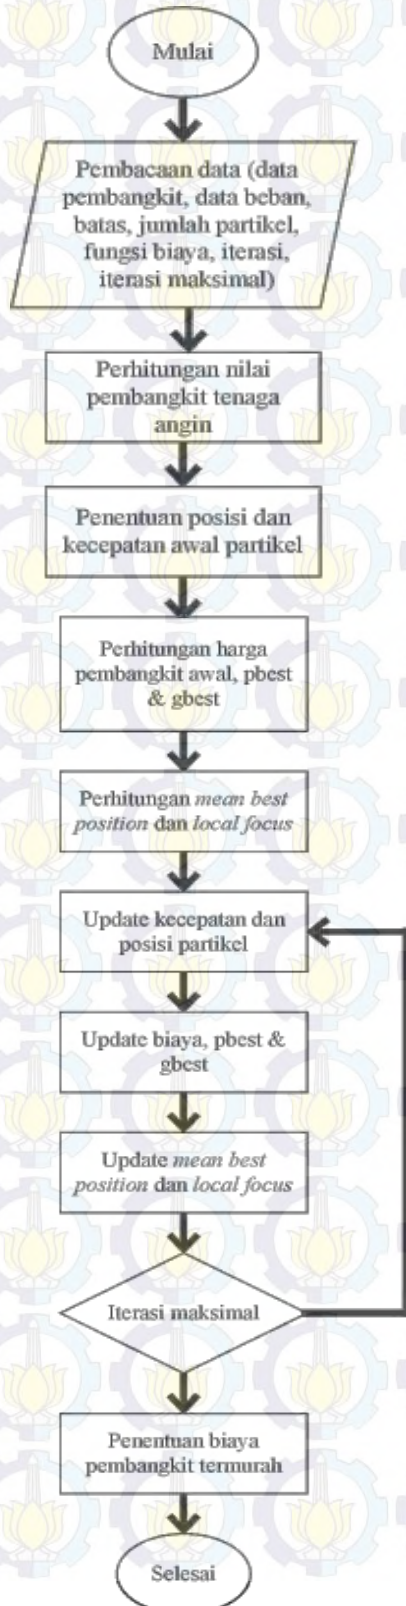 Mulai
Pembacaan data (data
pembangkit, data beban,
batas, jumlah partikel,
fungsi biaya, iterasi,
iterasi maksimal)
Perhitungan nilai
pembangkit tenaga
angin
Penentuan posisi dan
kecepatan awal partikel
Perhitungan harga
pembangkit awal, pbest
& gbest
Perhitungan mean best
position dan local focus
Update kecepatan dan
posisi partikel
Update biaya, pbest &
gbest
Update mean best
position dan local focus
Iterasi maksimal
Penentuan biaya
pembangkit termurah
Selesai